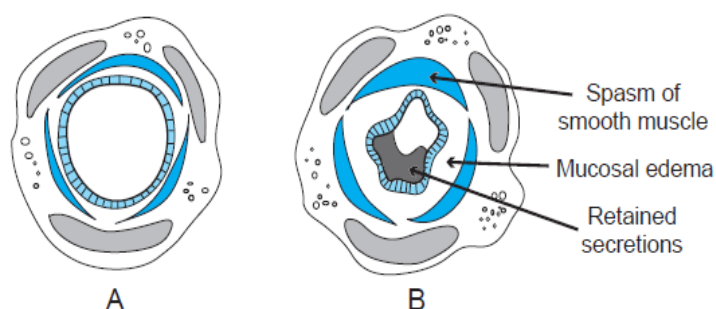 Spasm of
smooth muscle
Mucosal edema
Retained
secretions
A
B